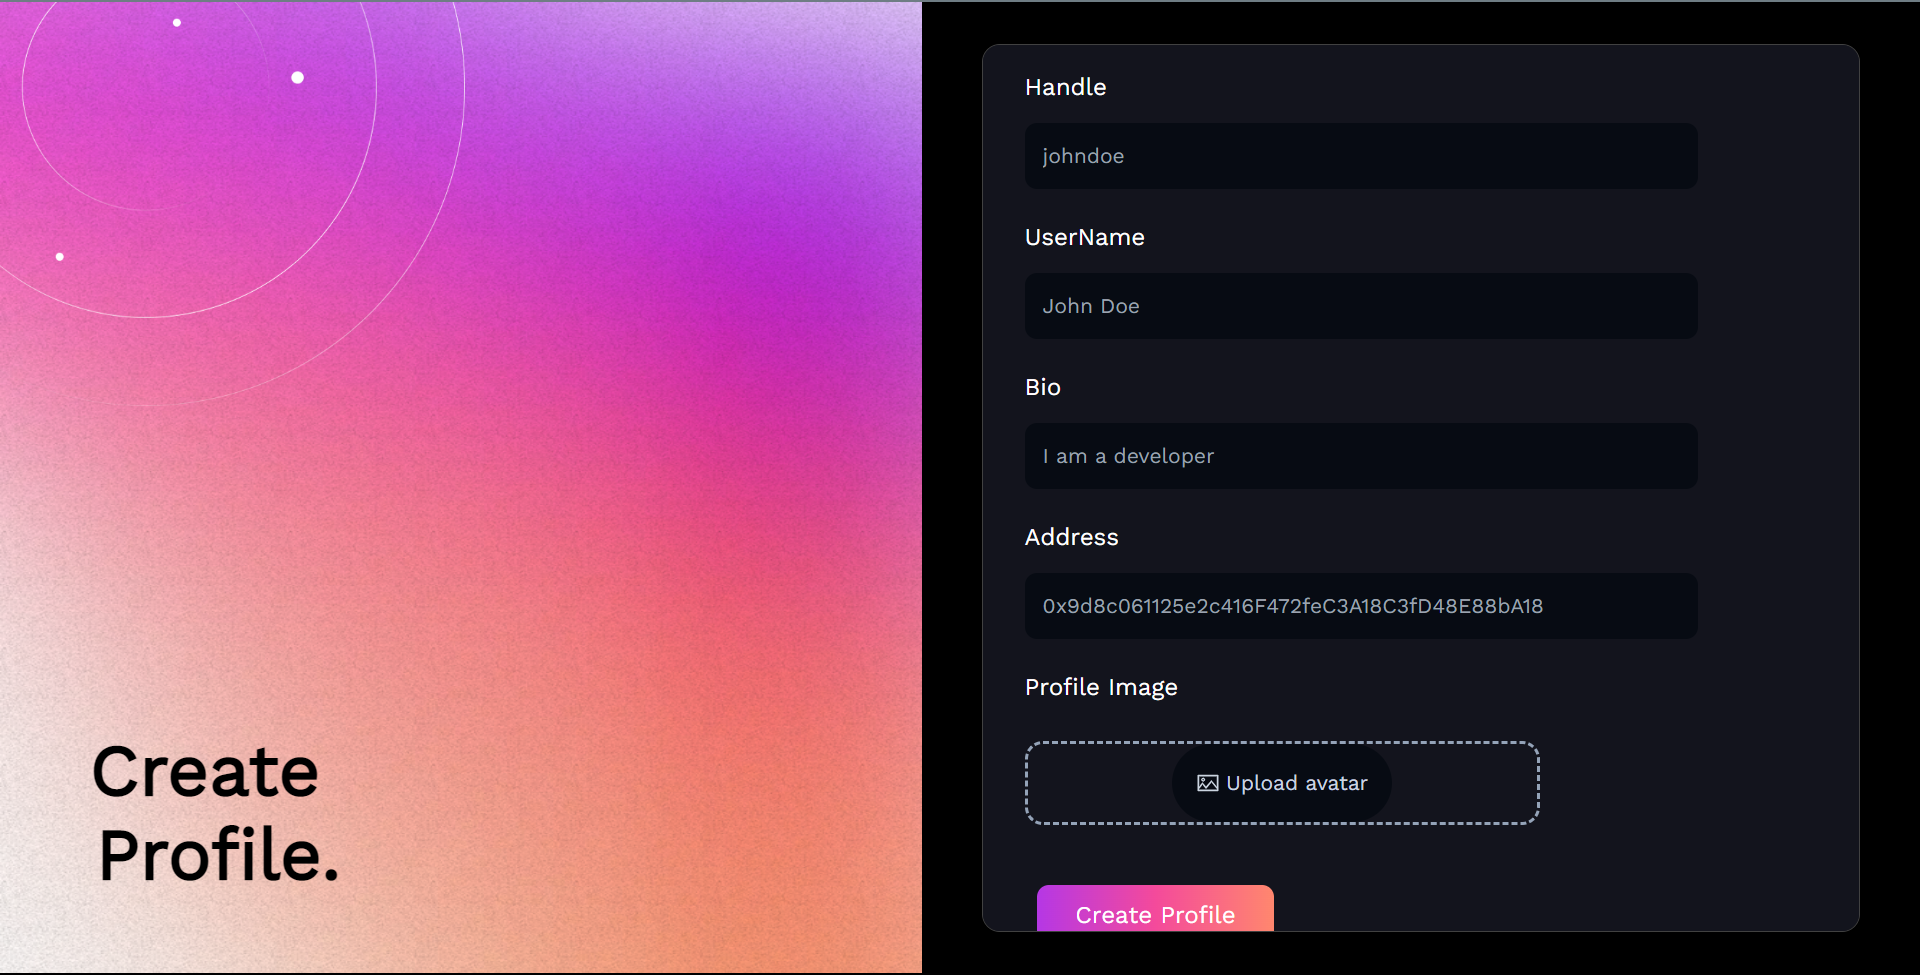 Create
Profile.
Handle
johndoe
UserName
John Doe
Bio
I am a developer
Address
0x9d8c061125e2c416F472feC3A18C3fD48E88bA18
Profile Image
Upload avatar
Create Profile